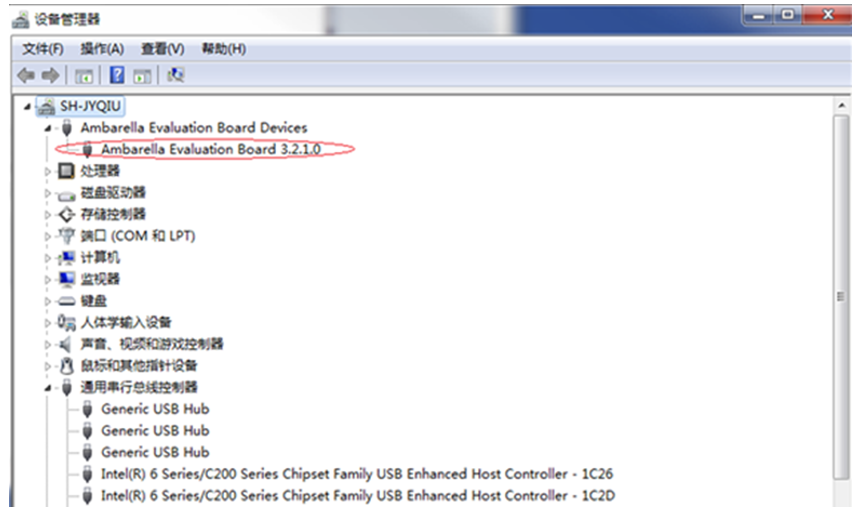 设备管理器
文件(F) 操作(A) 查看(V) 帮助(H)
SH-JYQIU
Ambarella Evaluation Board Devices
Ambarella Evaluation Board 3.2.1.0
处理器
磁盘驱动器
存储控制器
端口 (COM 和 LPT)
计算机
监视器
键盘
人体学输入设备
声音、视频和游戏控制器
鼠标和其他指针设备
通用串行总线控制器
Generic USB Hub
Generic USB Hub
Generic USB Hub
Intel(R) 6 Series/C200 Series Chipset Family USB Enhanced Host Controller - 1C26
Intel(R) 6 Series/C200 Series Chipset Family USB Enhanced Host Controller - 1C2D